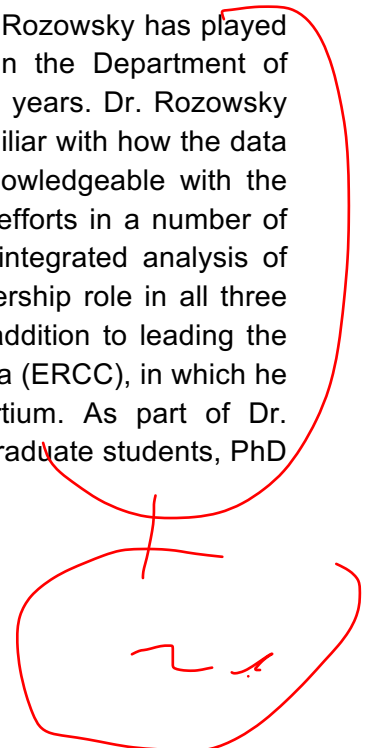 Rozowsky has played
n the Department of
years. Dr. Rozowsky
iliar with how the data
owledgeable with the
efforts in a number of
integrated analysis of
ership role in all three
addition to leading the
a (ERCC), in which he
rtium. As part of Dr.
raduate students, PhD